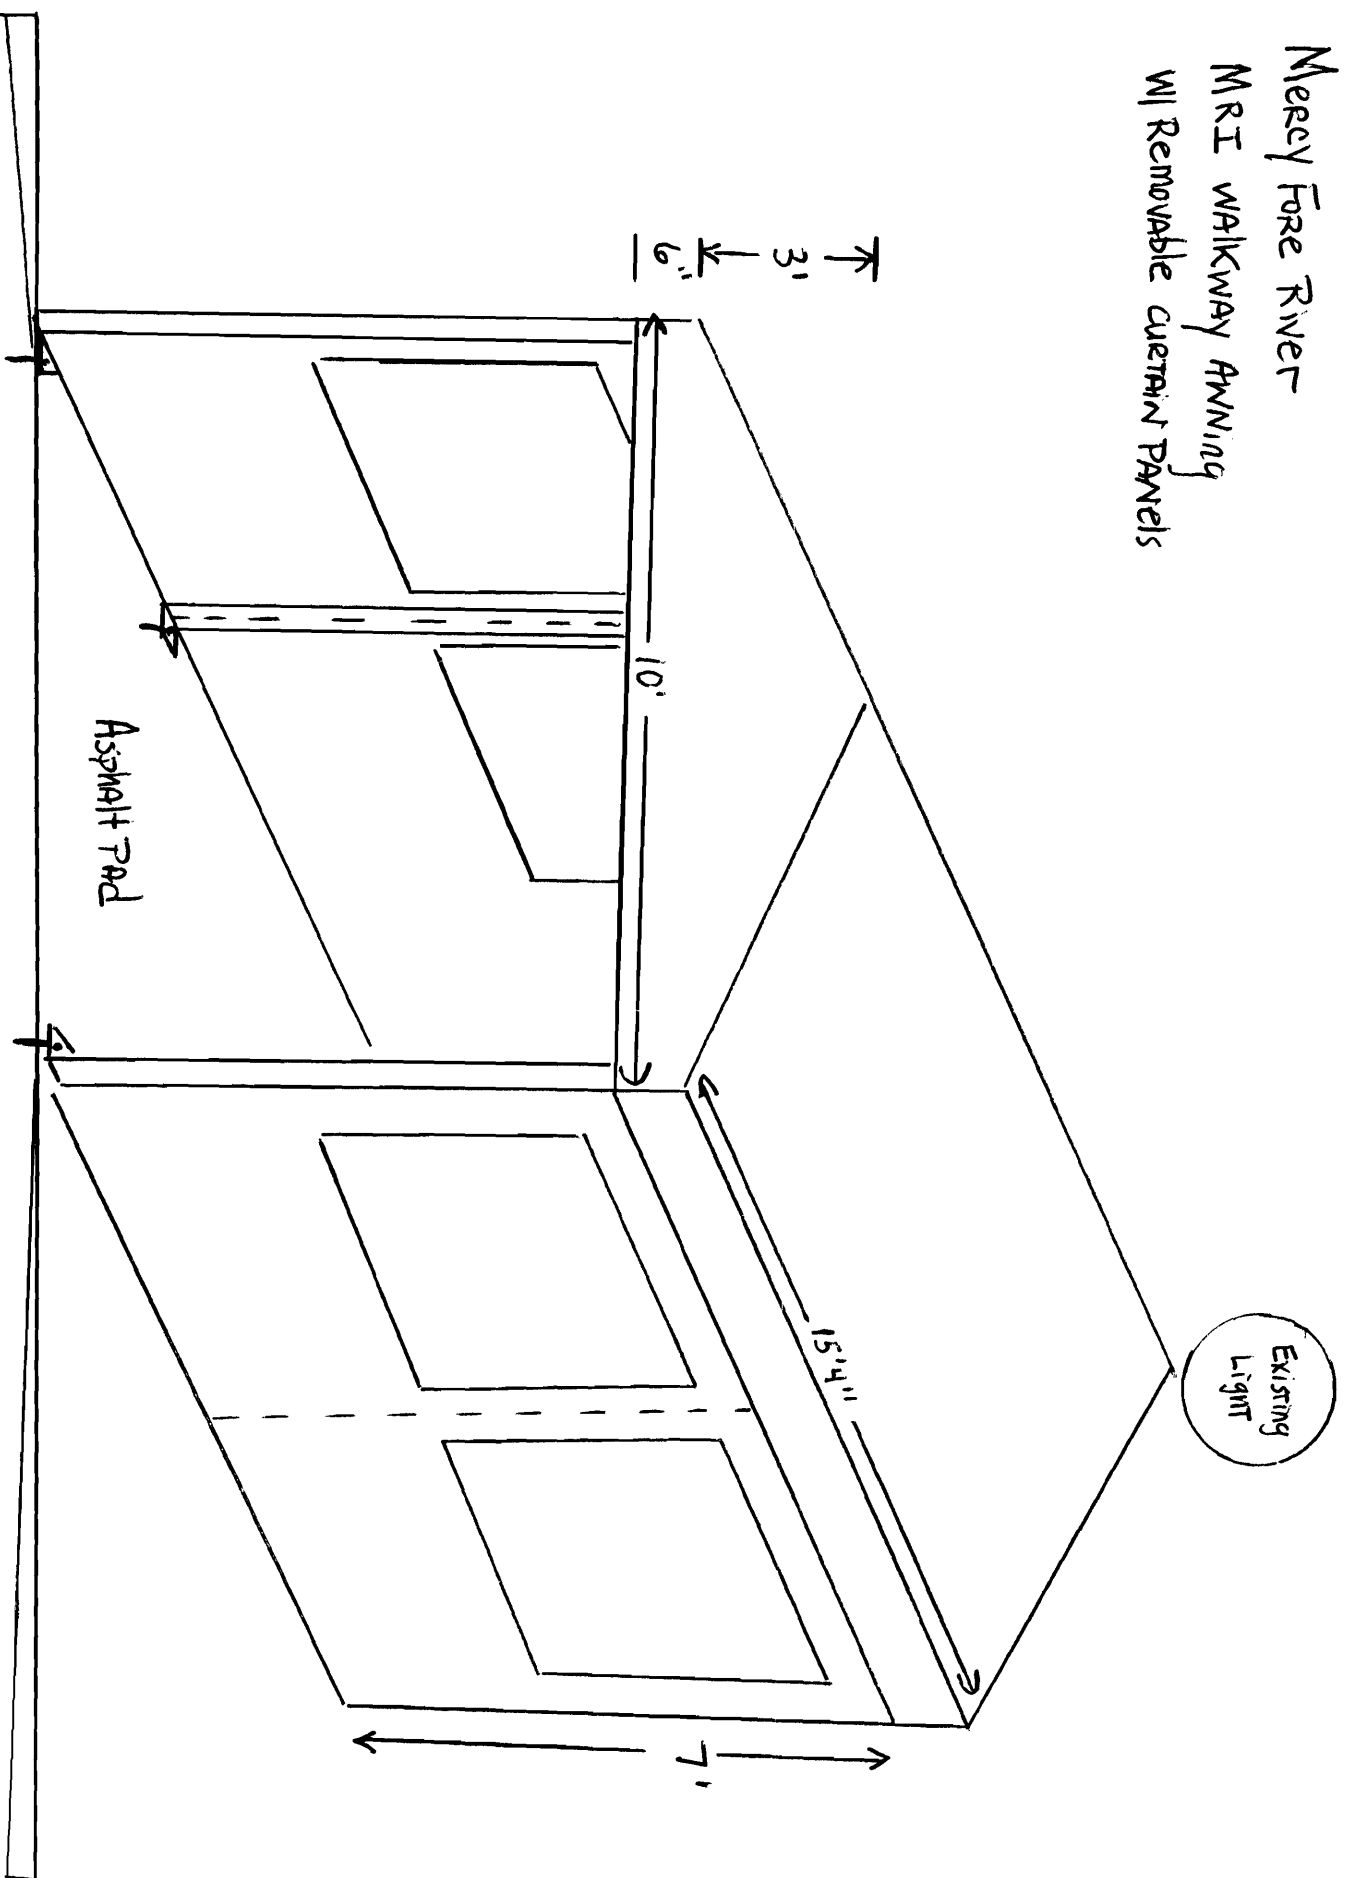 Mercy Fore River
MRI Walkway Awning
W/ Removable Curtain Panels
Existing
Light
3'
6"
10'
15'4"
7'
Asphalt Pad